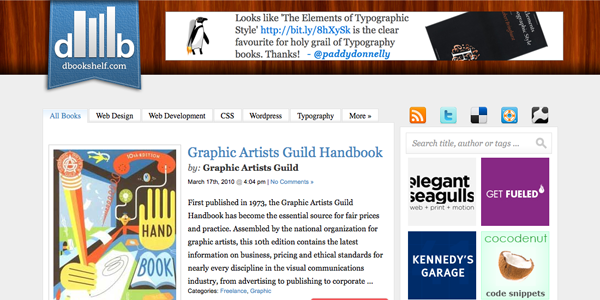 d b
dbookshelf.com
Looks like 'The Elements of Typographic
Style' http://bit.ly/8hXySk is the clear
favourite for holy grail of Typography
books. Thanks! - @paddydonnelly
All Books
Web Design
Web Development
CSS
Wordpress
Typography
More »
10TH EDITION
HAND
BOOK
Graphic Artists Guild Handbook
by: Graphic Artists Guild
March 17th, 2010 @ 4:04 pm | No Comments »
First published in 1973, the Graphic Artists Guild
Handbook has become the essential source for fair prices
and practice. Assembled by the national organization for
graphic artists, this 10th edition contains the latest
information on business, pricing and ethical standards for
nearly every discipline in the visual communications
industry, from advertising to publishing to corporate ...
Categories: Freelance, Graphic
Search title, author or tags ...
elegant
seagulls
web + print + motion
GET FUELED
KENNEDY'S
GARAGE
cocodenut
code snippets